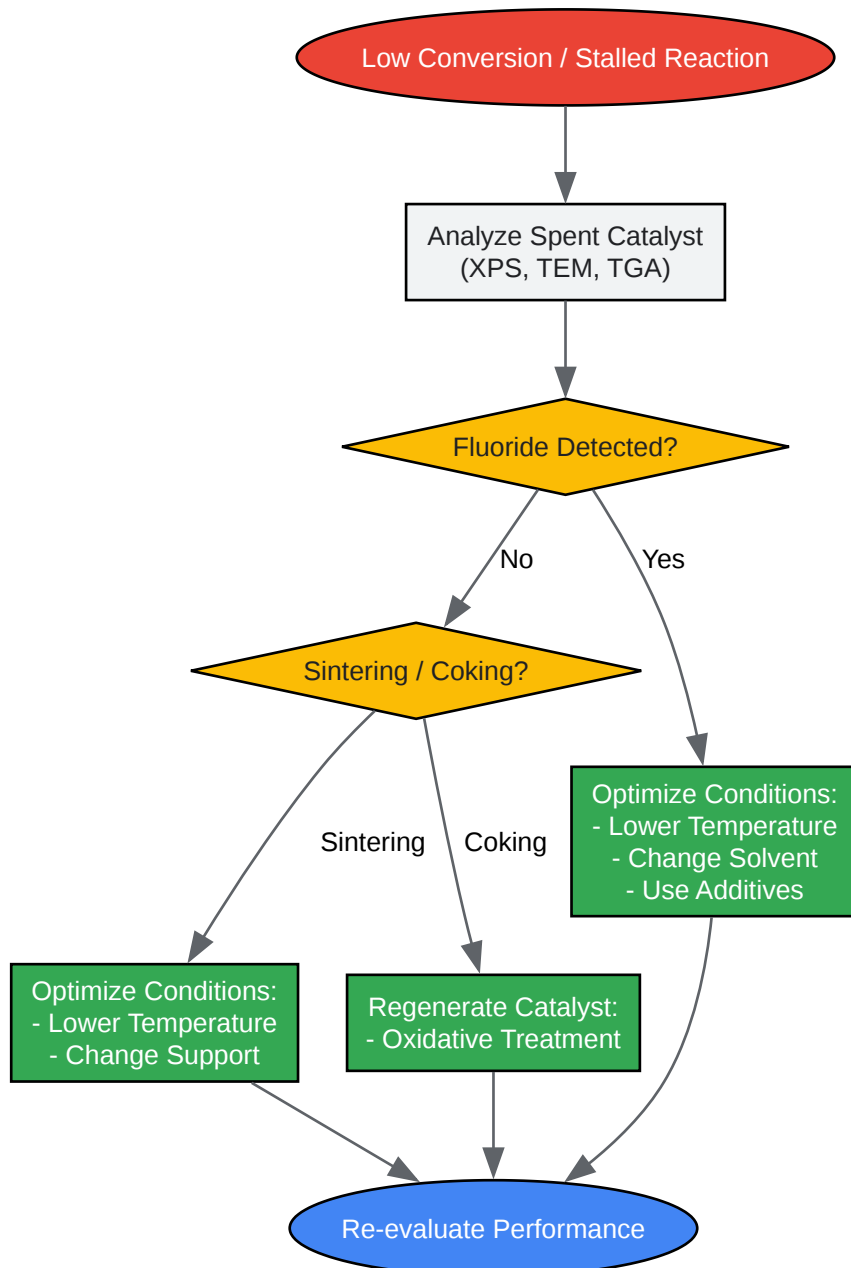 Low Conversion / Stalled Reaction
Analyze Spent Catalyst
(XPS, TEM, TGA)
Fluoride Detected?
No
Yes
Sintering / Coking?
Optimize Conditions:
- Lower Temperature
- Change Solvent
- Use Additives
Sintering
Coking
Optimize Conditions:
- Lower Temperature
- Change Support
Regenerate Catalyst:
- Oxidative Treatment
Re-evaluate Performance